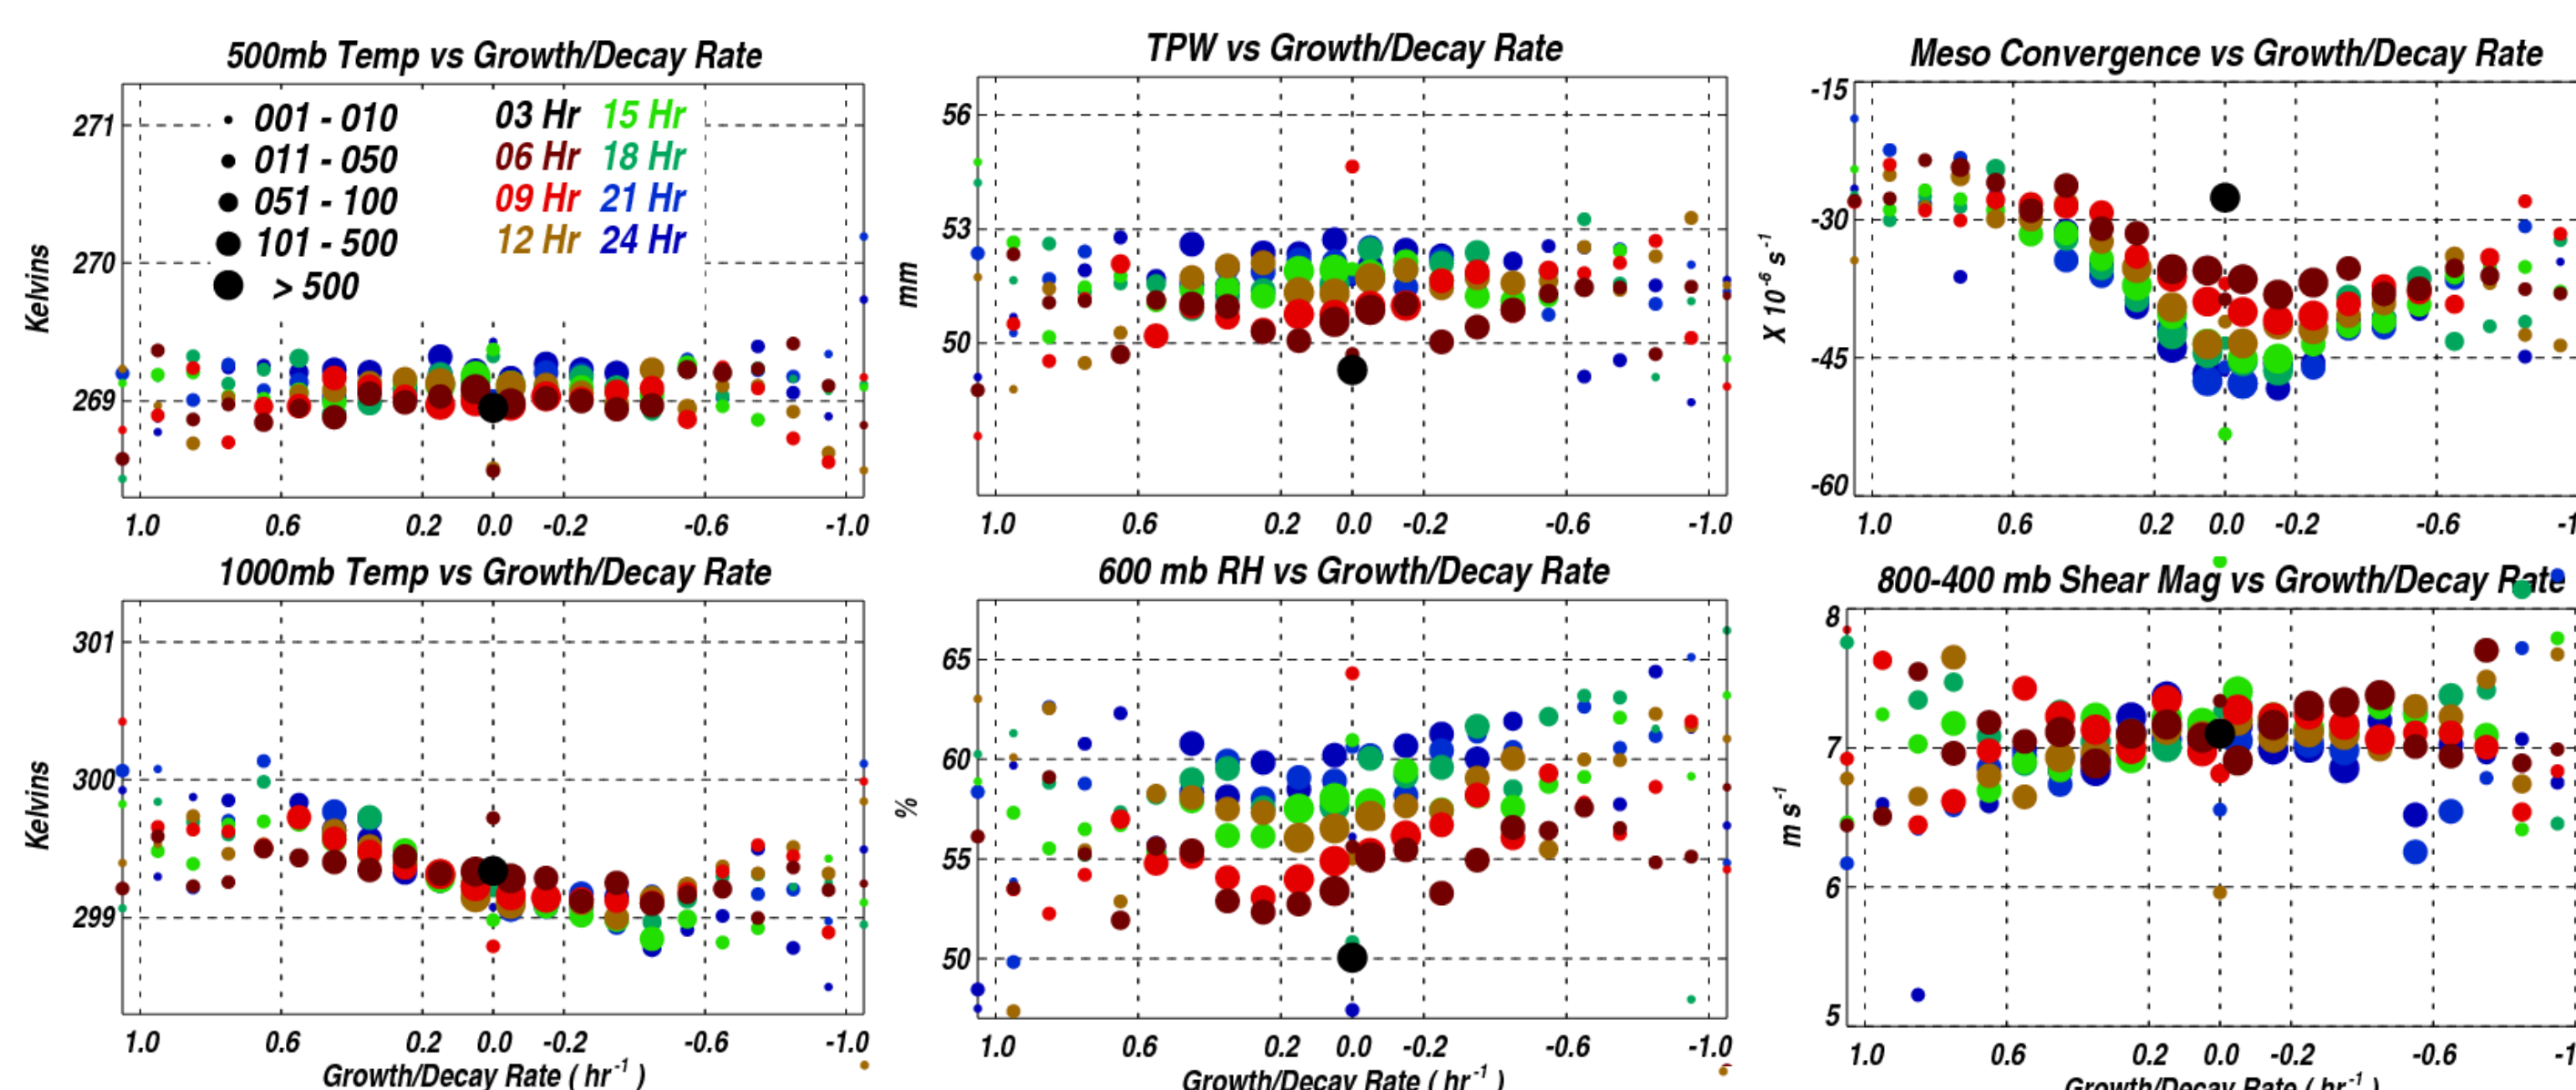 500mb Temp vs Growth/Decay Rate
271
270
269
Kelvins
001 - 010
011 - 050
051 - 100
101 - 500
> 500
03 Hr 15 Hr
06 Hr 18 Hr
09 Hr 21 Hr
12 Hr 24 Hr
1.0 0.6 0.2 0.0 -0.2 -0.6 -1.0
TPW vs Growth/Decay Rate
56
53
50
mm
1.0 0.6 0.2 0.0 -0.2 -0.6 -1.0
Meso Convergence vs Growth/Decay Rate
-15
-30
-45
-60
X 10⁻⁶ s⁻¹
1.0 0.6 0.2 0.0 -0.2 -0.6 -1
1000mb Temp vs Growth/Decay Rate
301
300
299
Kelvins
1.0 0.6 0.2 0.0 -0.2 -0.6 -1.0
Growth/Decay Rate ( hr⁻¹ )
600 mb RH vs Growth/Decay Rate
65
60
55
50
%
1.0 0.6 0.2 0.0 -0.2 -0.6 -1.0
Growth/Decay Rate ( hr⁻¹ )
800-400 mb Shear Mag vs Growth/Decay Rate
8
7
6
5
m s⁻¹
1.0 0.6 0.2 0.0 -0.2 -0.6 -1
Growth/Decay Rate ( hr⁻¹ )